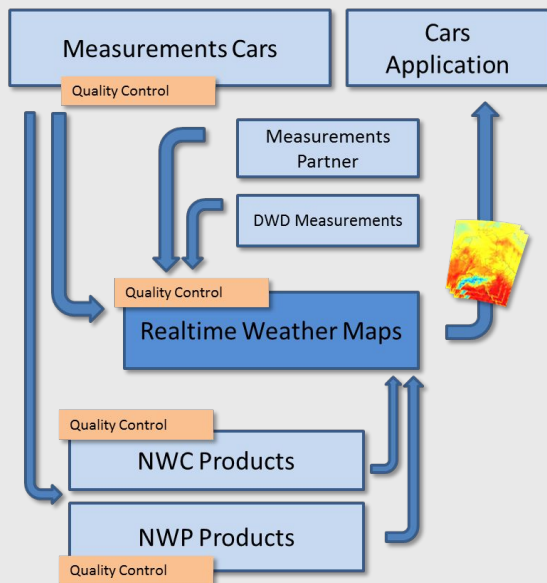 Measurements Cars
Cars
Application
Quality Control
Measurements
Partner
DWD Measurements
Quality Control
Realtime Weather Maps
Quality Control
NWC Products
NWP Products
Quality Control